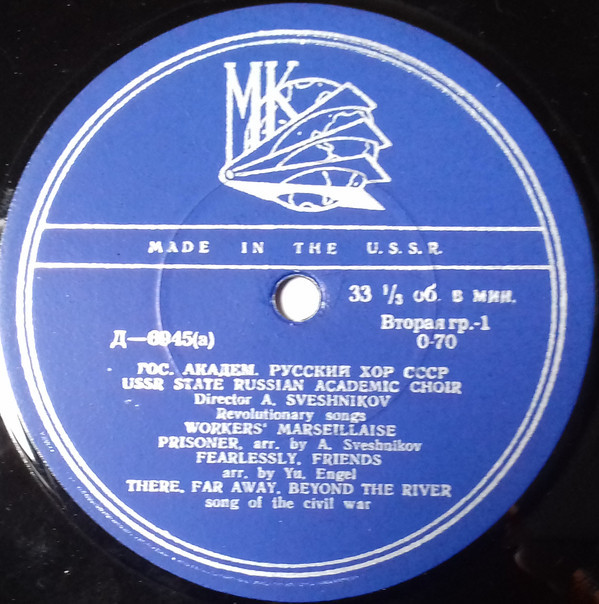 МК
MADE IN THE U.S.S.R.
33 1/3 об. в мин.
Вторая гр.-1
Д—6945(а)
0-70
ГОС. АКАДЕМ. РУССКИЙ ХОР СССР
USSR STATE RUSSIAN ACADEMIC CHOIR
Director A. SVESHNIKOV
Revolutionary songs
WORKERS' MARSEILLAISE
PRISONER, arr. by A. Sveshnikov
FEARLESSLY, FRIENDS
arr. by Yu. Engel
THERE, FAR AWAY, BEYOND THE RIVER
song of the civil war